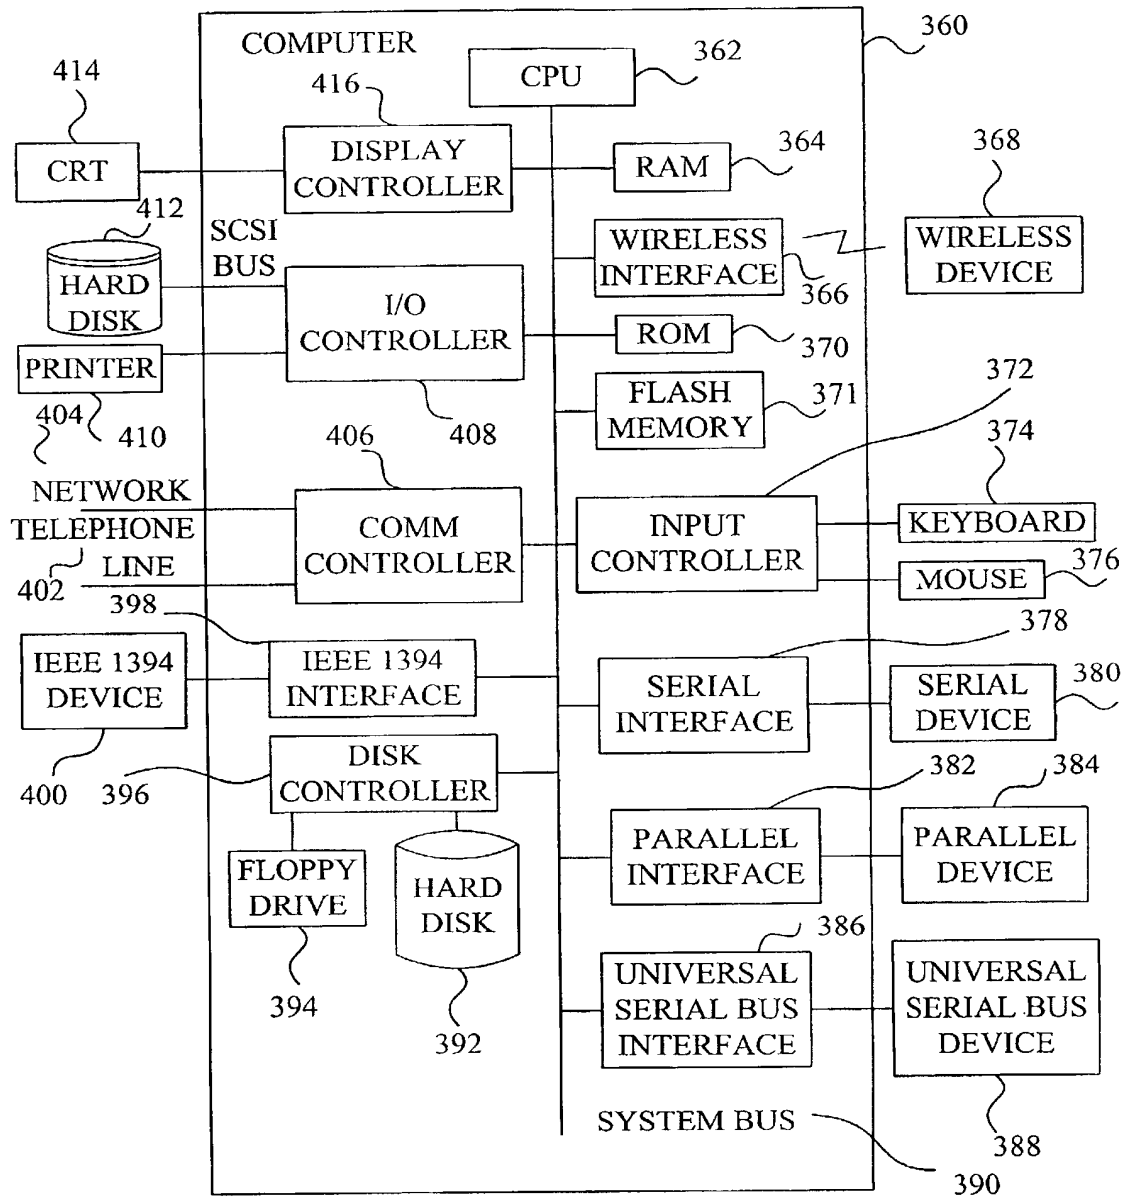 360
COMPUTER
362
CPU
414
416
CRT
DISPLAY
CONTROLLER
RAM
364
368
412
SCSI
BUS
WIRELESS
INTERFACE
366
WIRELESS
DEVICE
HARD
DISK
I/O
CONTROLLER
ROM
370
PRINTER
372
404
410
408
FLASH
MEMORY
371
406
374
NETWORK
TELEPHONE
LINE
402
COMM
CONTROLLER
INPUT
CONTROLLER
KEYBOARD
MOUSE
376
398
378
IEEE 1394
DEVICE
IEEE 1394
INTERFACE
SERIAL
INTERFACE
SERIAL
DEVICE
380
400
396
DISK
CONTROLLER
382
384
FLOPPY
DRIVE
HARD
DISK
PARALLEL
INTERFACE
PARALLEL
DEVICE
386
394
392
UNIVERSAL
SERIAL BUS
INTERFACE
UNIVERSAL
SERIAL BUS
DEVICE
SYSTEM BUS
388
390